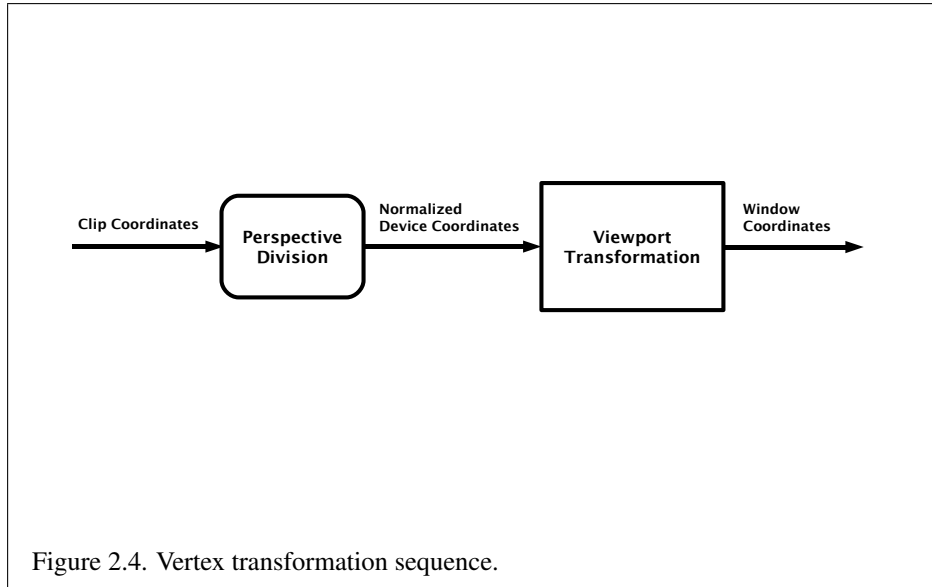 Clip Coordinates
Perspective
Division
Normalized
Device Coordinates
Viewport
Transformation
Window
Coordinates
Figure 2.4. Vertex transformation sequence.